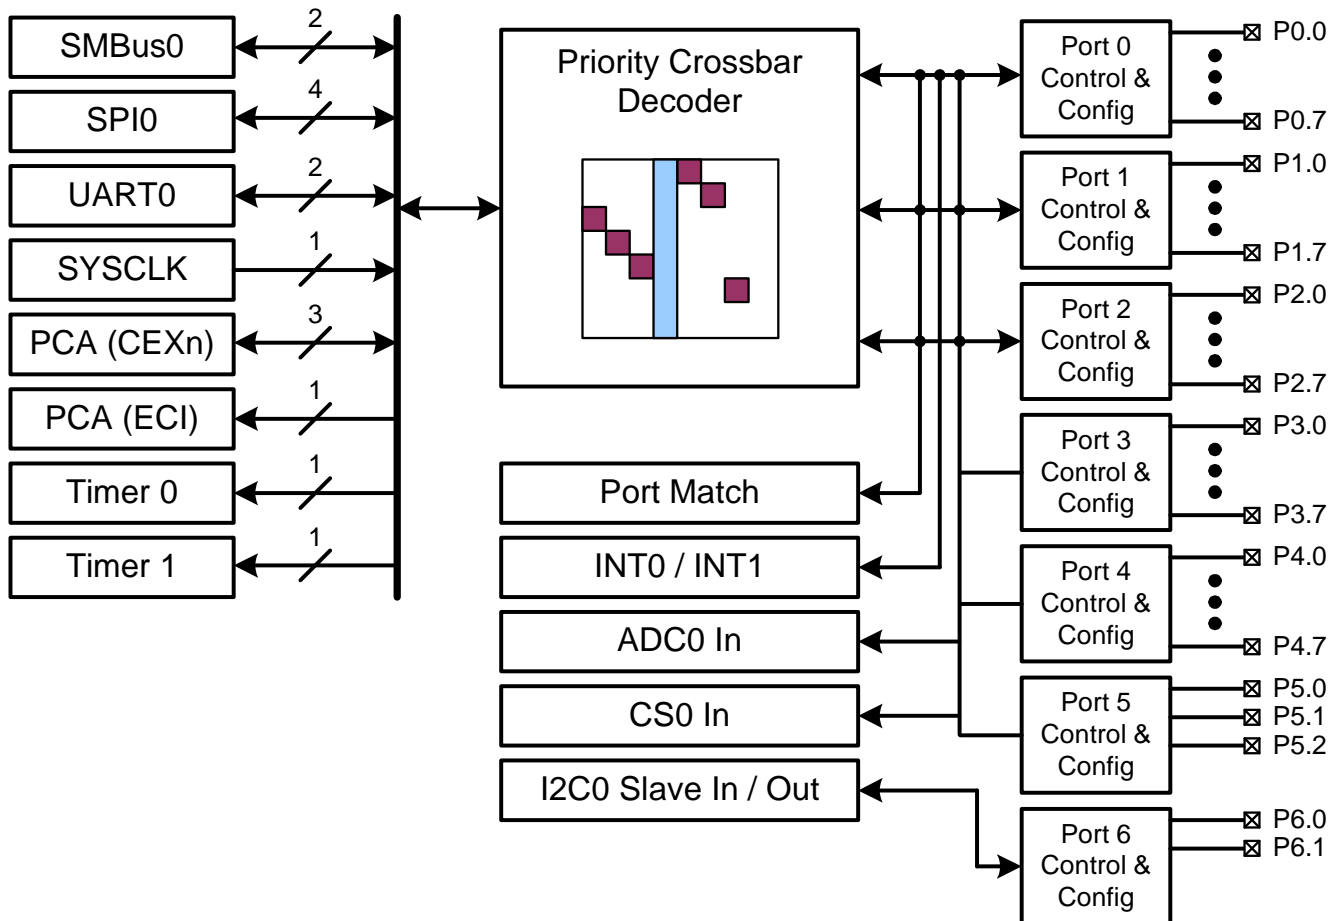 SMBus0
2
SPI0
4
UART0
2
SYSCLK
1
PCA (CEXn)
3
PCA (ECI)
1
Timer 0
1
Timer 1
1
Priority Crossbar
Decoder
Port Match
INT0 / INT1
ADC0 In
CS0 In
I2C0 Slave In / Out
Port 0
Control &
Config
P0.0
P0.7
Port 1
Control &
Config
P1.0
P1.7
Port 2
Control &
Config
P2.0
P2.7
Port 3
Control &
Config
P3.0
P3.7
Port 4
Control &
Config
P4.0
P4.7
Port 5
Control &
Config
P5.0
P5.1
P5.2
Port 6
Control &
Config
P6.0
P6.1